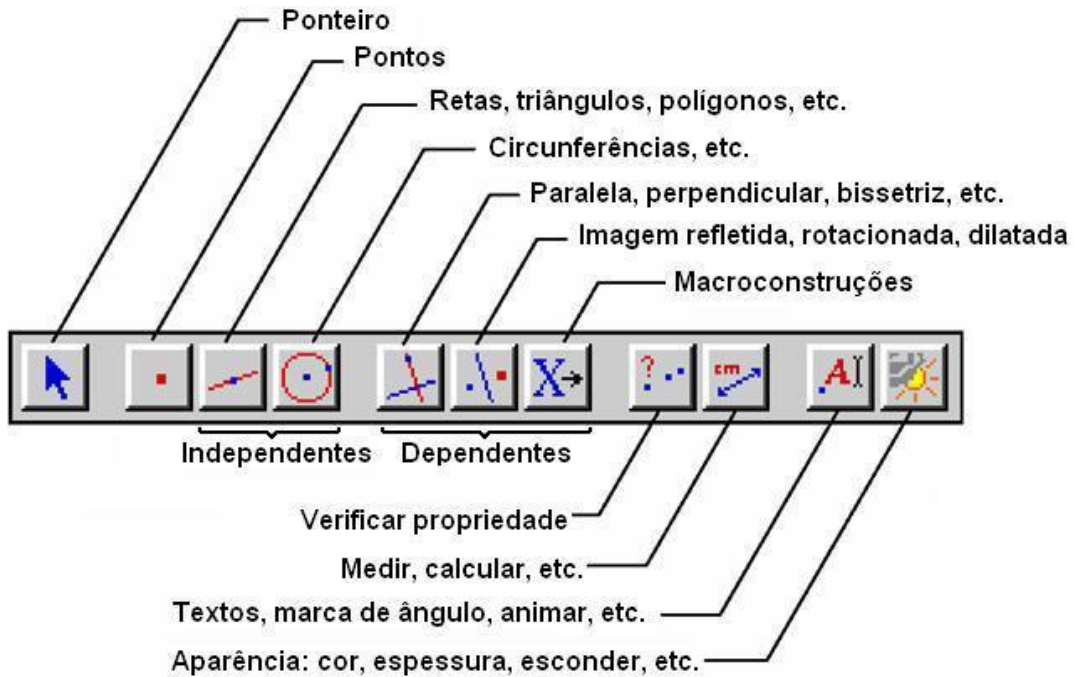 Ponteiro
Pontos
Retas, triângulos, polígonos, etc.
Circunferências, etc.
Paralela, perpendicular, bissetriz, etc.
Imagem refletida, rotacionada, dilatada
Macroconstruções
X
?
cm
A
Independentes
Dependentes
Verificar propriedade
Medir, calcular, etc.
Textos, marca de ângulo, animar, etc.
Aparência: cor, espessura, esconder, etc.